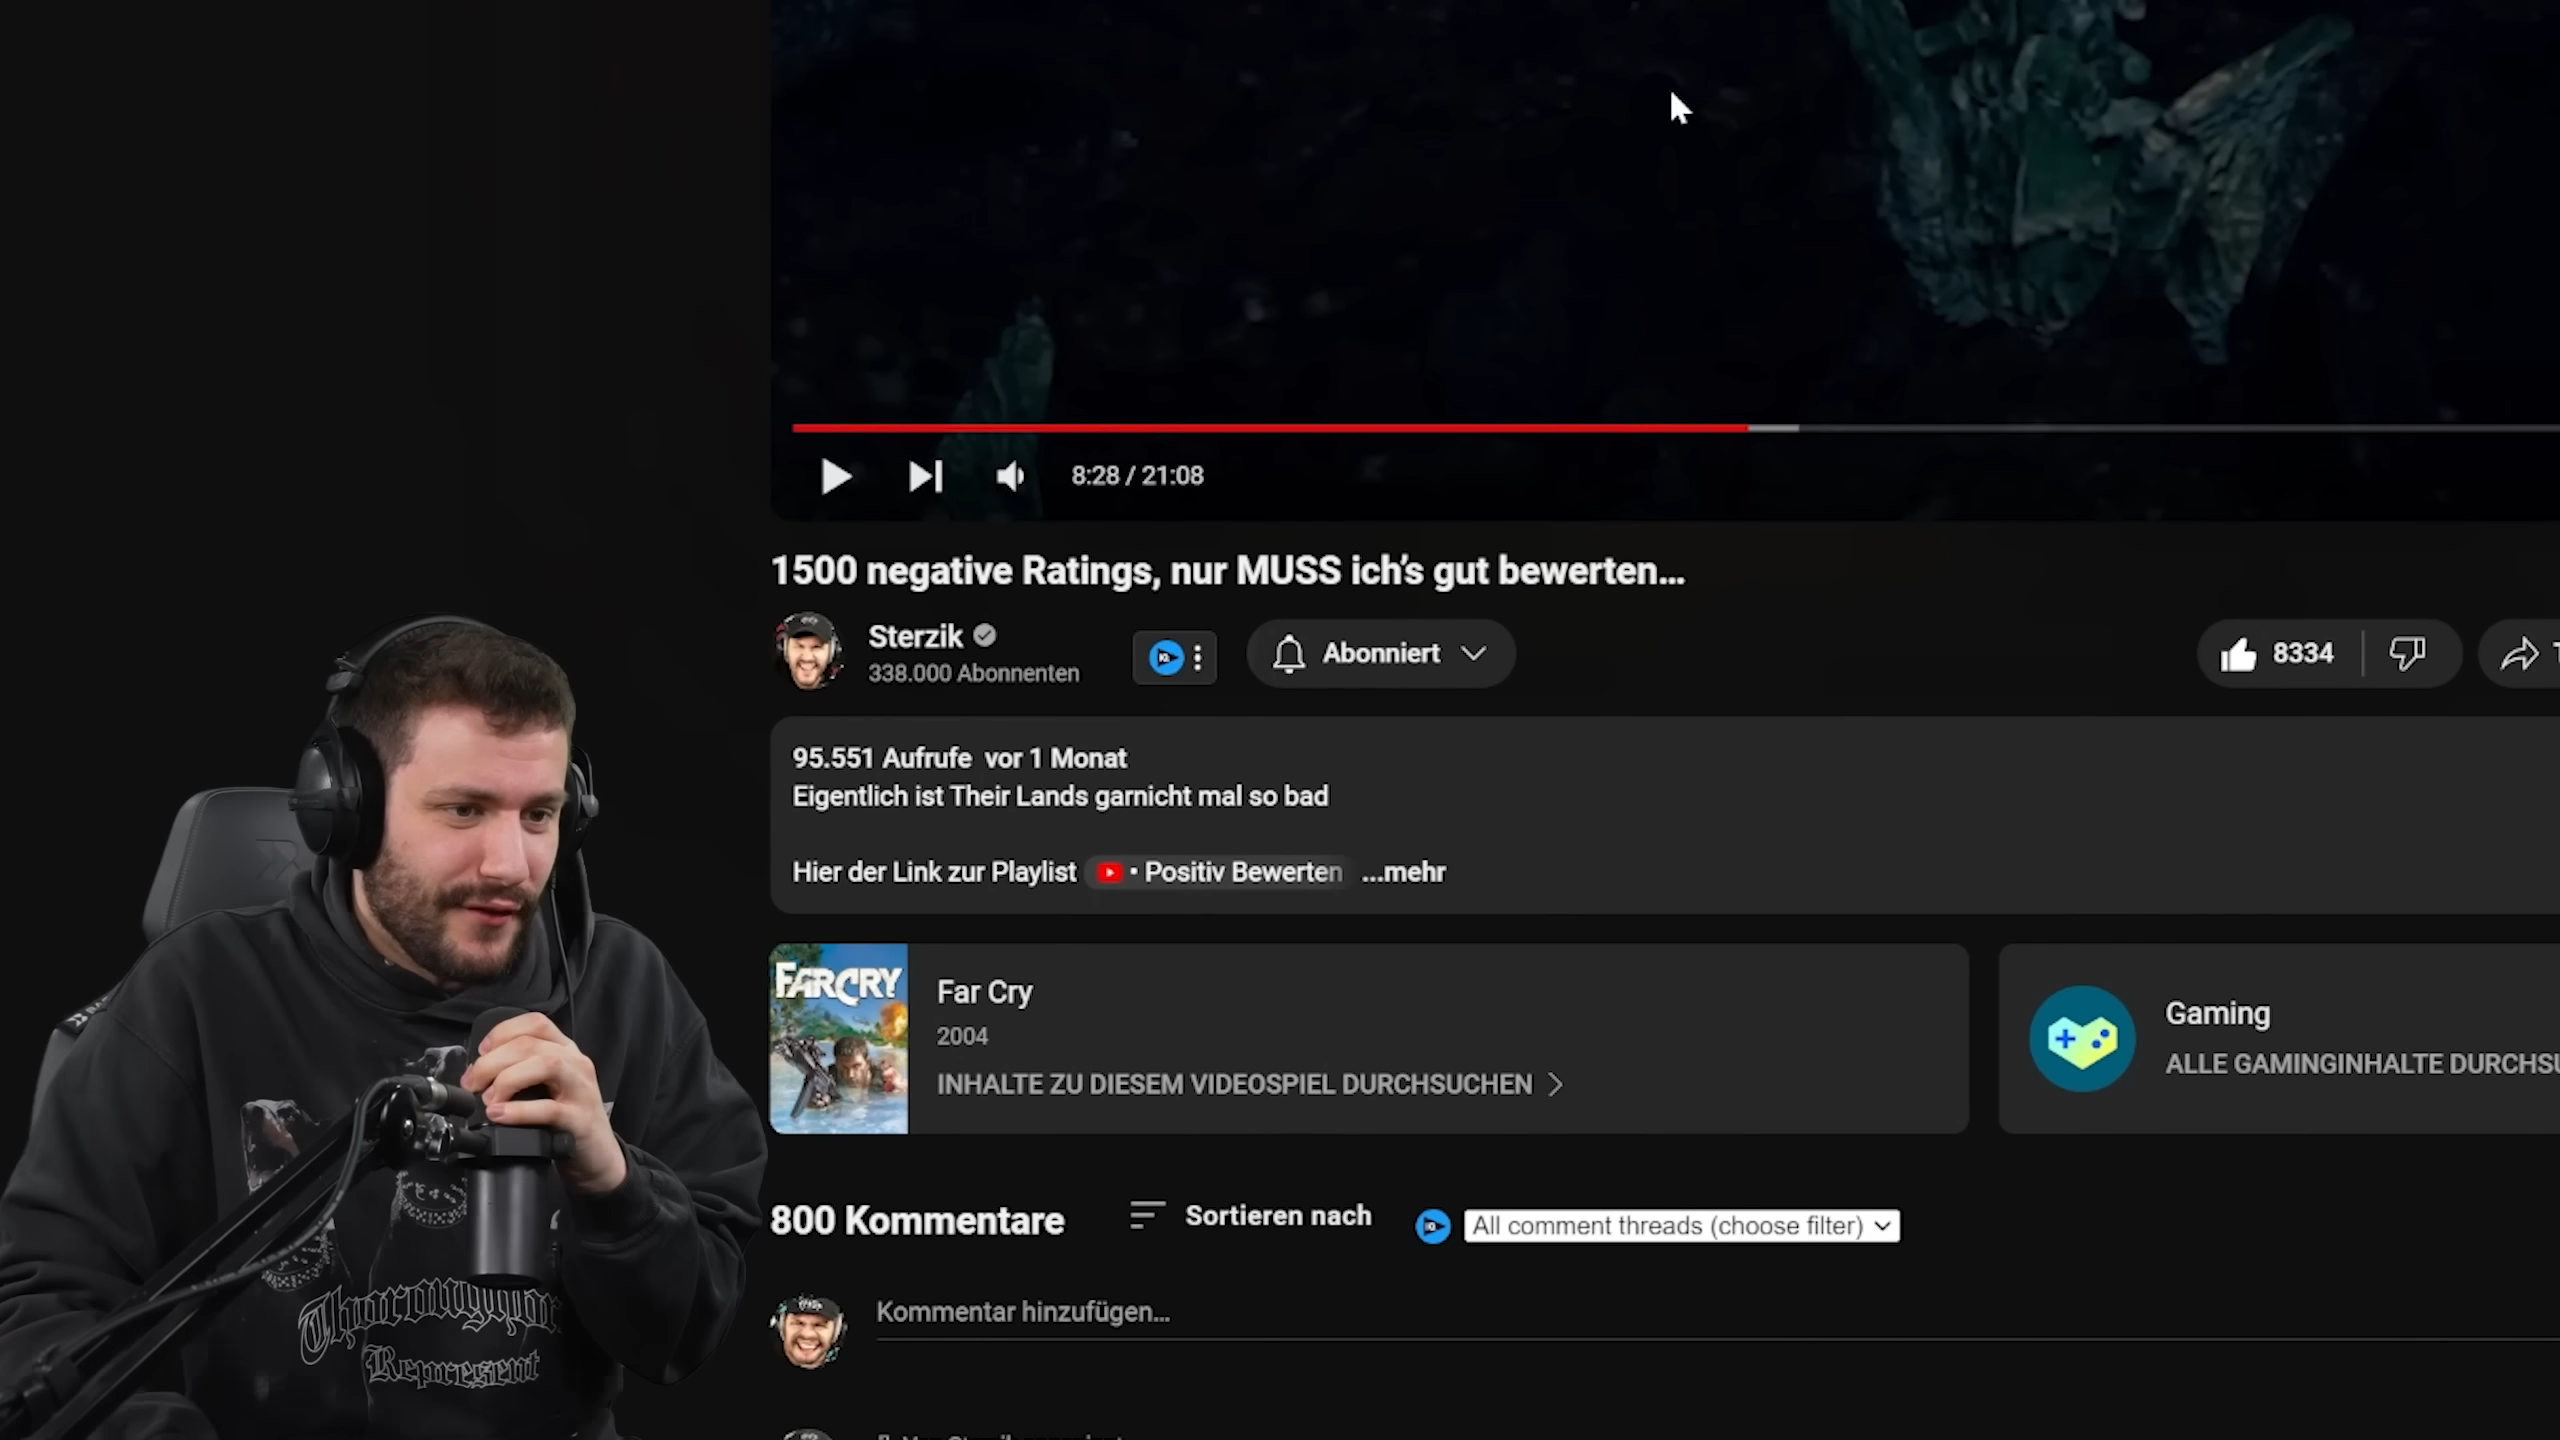 8:28 / 21:08
1500 negative Ratings, nur MUSS ich's gut bewerten...
Sterzik
338.000 Abonnenten
Abonniert
8334
95.551 Aufrufe vor 1 Monat
Eigentlich ist Their Lands garnicht mal so bad
Hier der Link zur Playlist • Positiv Bewerten ...mehr
FARCRY
Far Cry
2004
INHALTE ZU DIESEM VIDEOSPIEL DURCHSUCHEN
Gaming
ALLE GAMINGINHALTE DURCHSU
800 Kommentare
Sortieren nach
All comment threads (choose filter)
Kommentar hinzufügen...
Represent